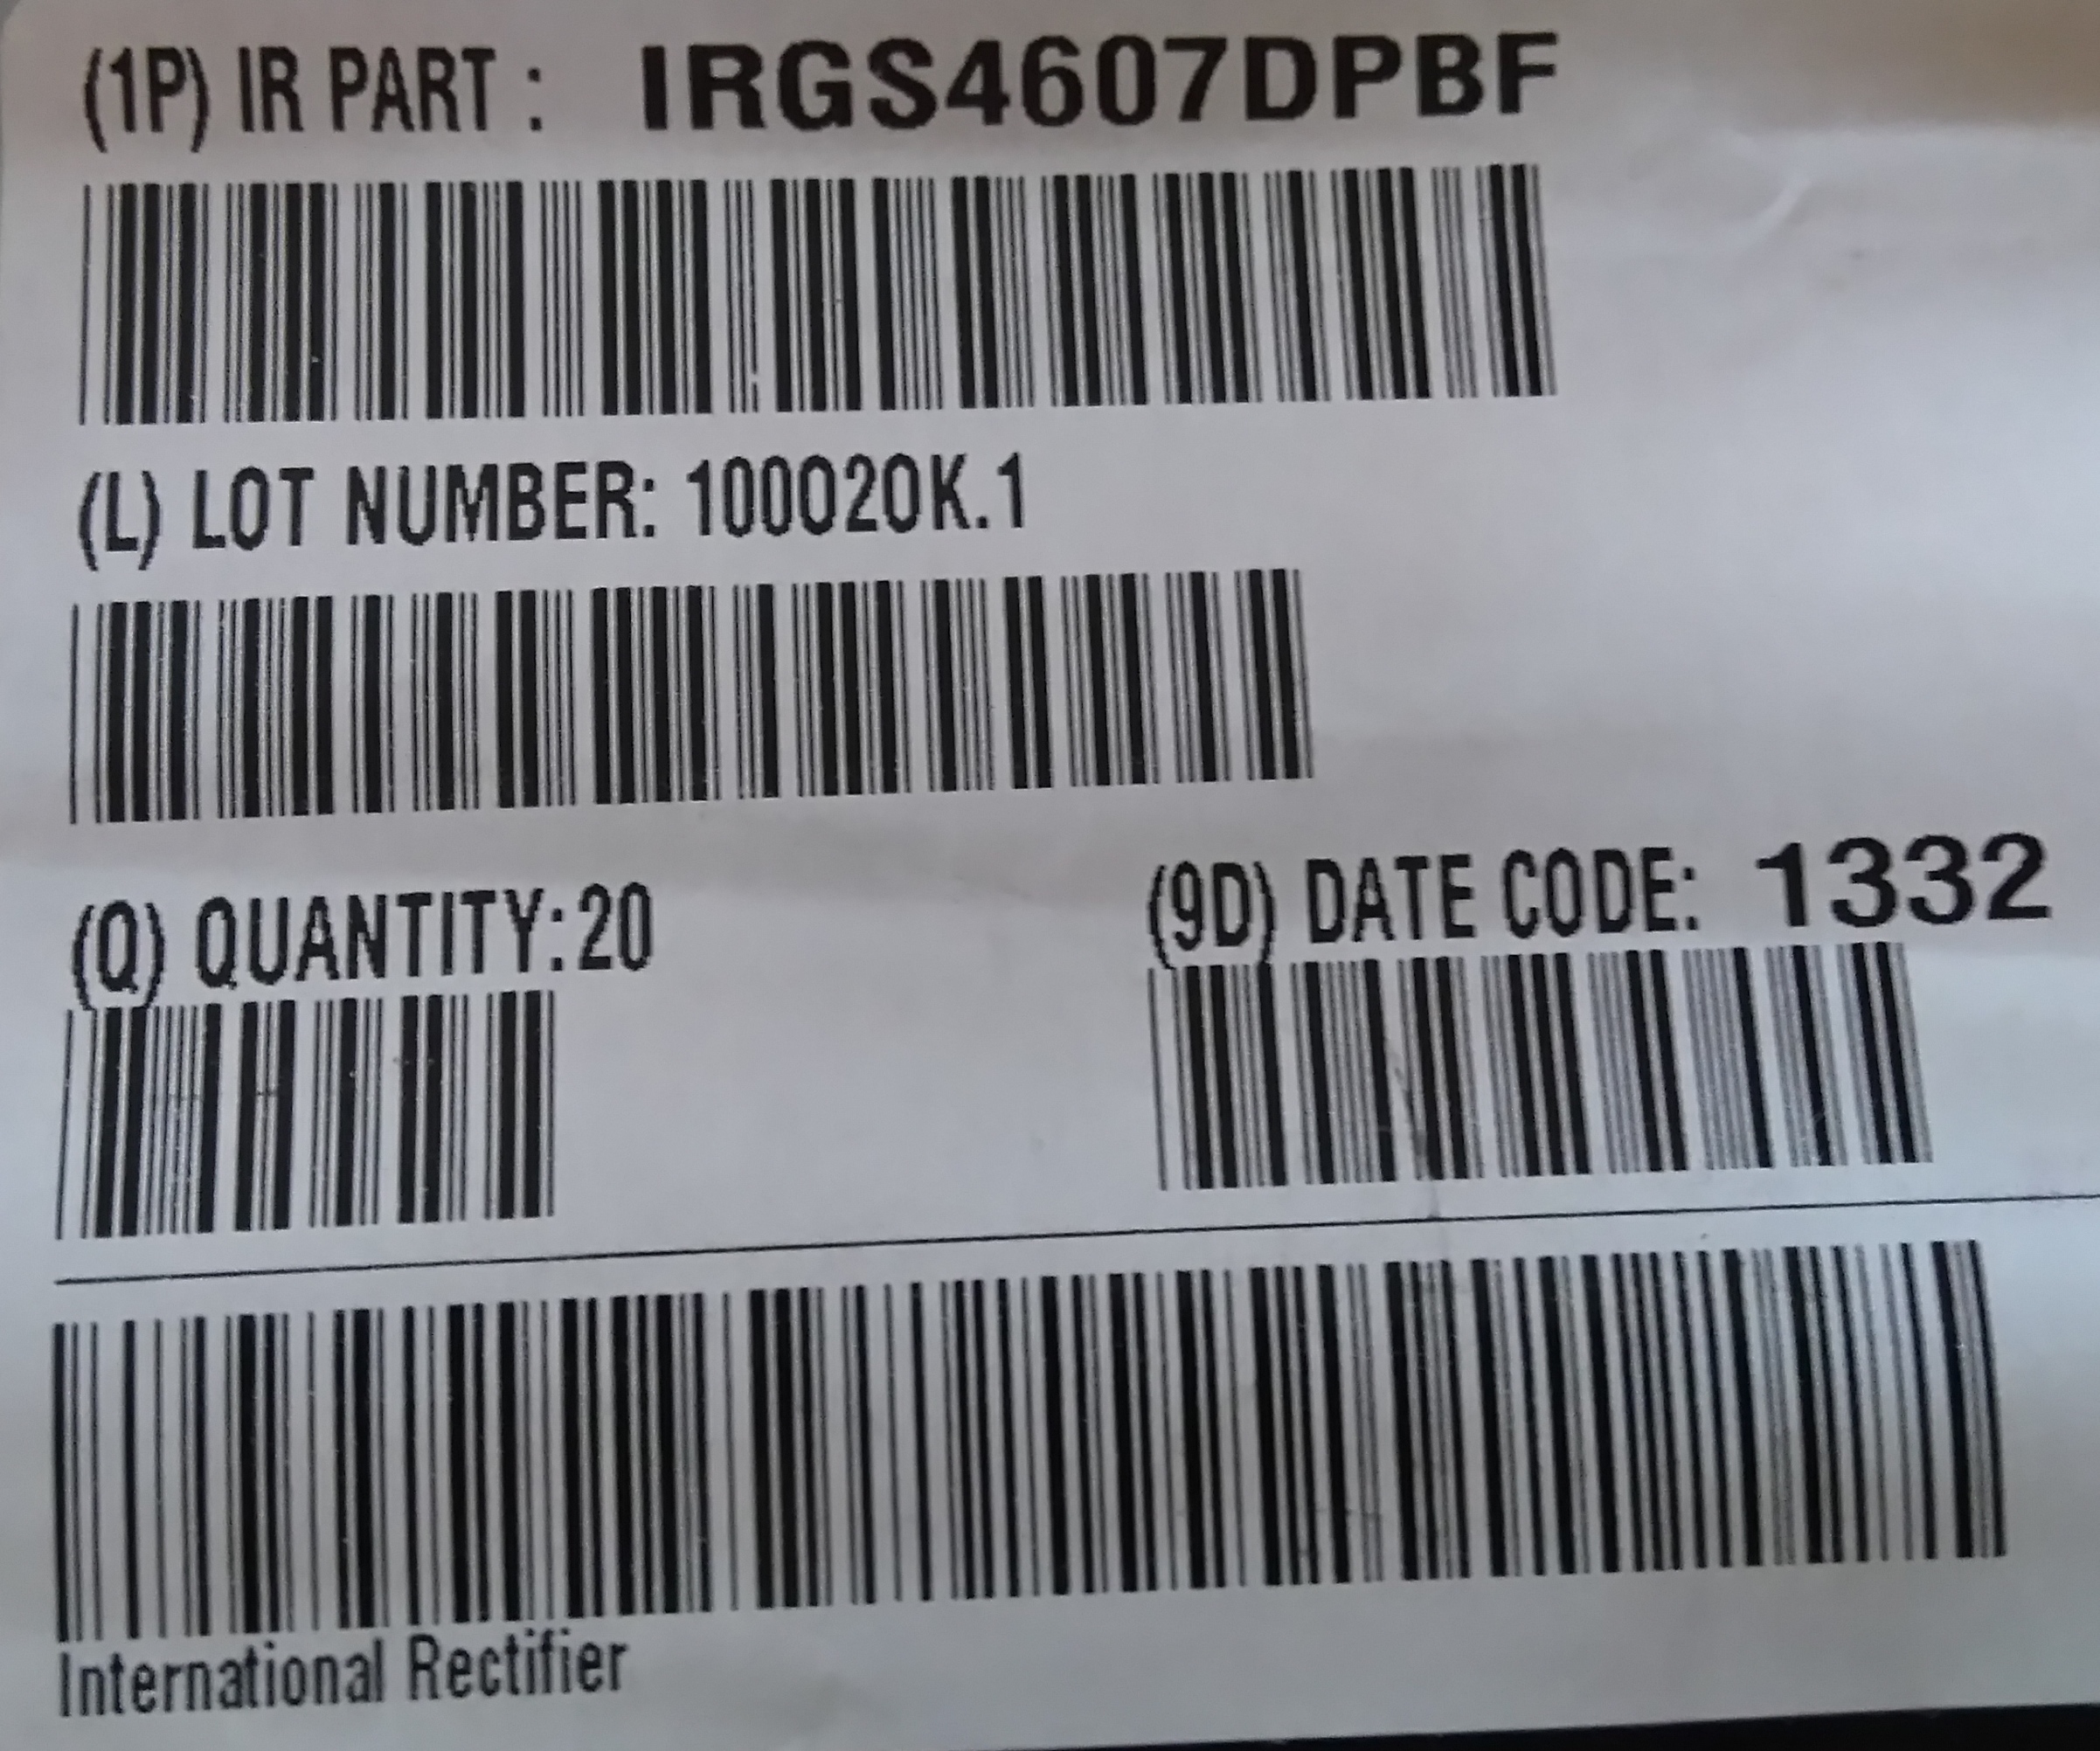 (1P) IR PART : IRGS4607DPBF
(L) LOT NUMBER: 100020K.1
(Q) QUANTITY:20
(9D) DATE CODE: 1332
International Rectifier